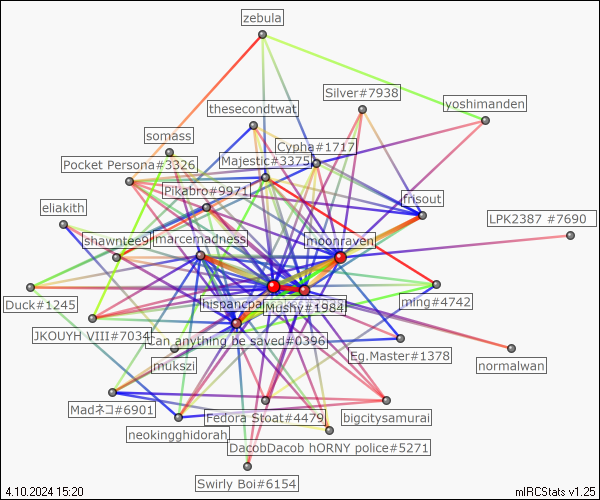 zebula
Silver#7938
yoshimanden
thesecondtwat
somass
Cypha#1717
Pocket Persona#3326
Majestic#3375
Pikabro#9971
eliakith
frisout
LPK2387 #7690
shawntee9
marcemadness
moonraven
Duck#1245
hispancpa
Mushy#1984
ming#4742
JKOUYH VIII#7034
Can anything be saved#0396
mukszi
Eg.Master#1378
normalwan
Madネコ#6901
Fedora Stoat#4479
bigcitysamurai
neokingghidorah
DacobDacob hORNY police#5271
Swirly Boi#6154
4.10.2024 15:20
mIRCStats v1.25